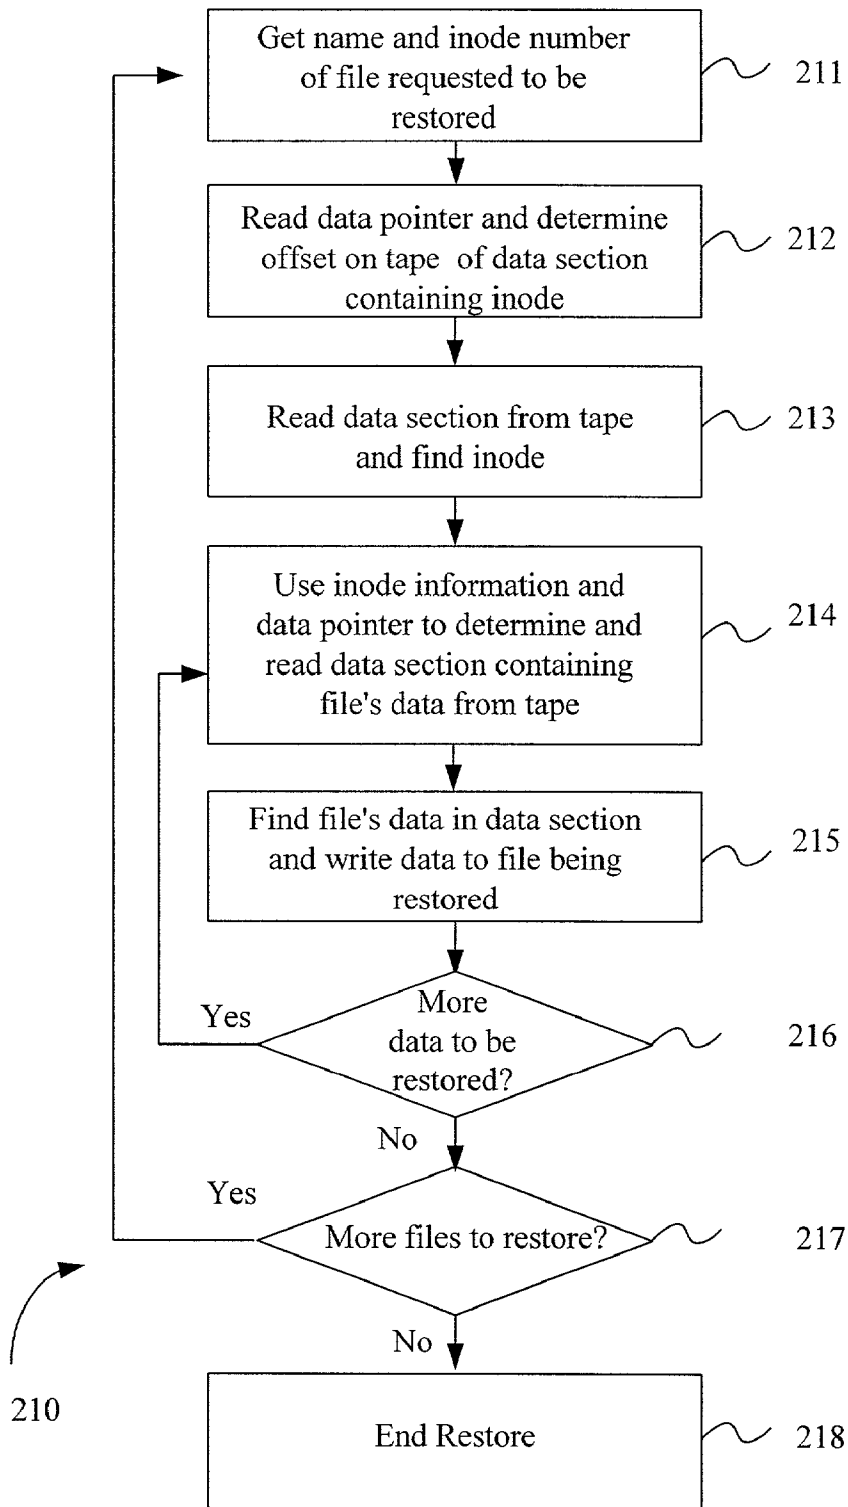 Get name and inode number
of file requested to be
restored
211
Read data pointer and determine
offset on tape of data section
containing inode
212
Read data section from tape
and find inode
213
Use inode information and
data pointer to determine and
read data section containing
file's data from tape
214
Find file's data in data section
and write data to file being
restored
215
More
data to be
restored?
216
Yes
No
More files to restore?
217
Yes
No
210
End Restore
218